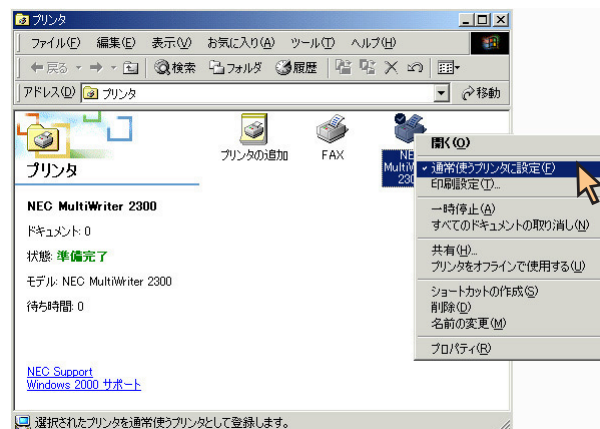 プリンタ
ファイル(F) 編集(E) 表示(V) お気に入り(A) ツール(T) ヘルプ(H)
戻る 検索 フォルダ 履歴
アドレス(D) プリンタ 移動
プリンタ
プリンタの追加 FAX
NEC MultiWriter 2300
ドキュメント: 0
状態: 準備完了
モデル: NEC MultiWriter 2300
待ち時間: 0
NEC Support
Windows 2000 サポート
開く(O)
通常使うプリンタに設定(F)
印刷設定(T)...
一時停止(A)
すべてのドキュメントの取り消し(N)
共有(H)...
プリンタをオフラインで使用する(U)
ショートカットの作成(S)
削除(D)
名前の変更(M)
プロパティ(R)
選択されたプリンタを通常使うプリンタとして登録します。